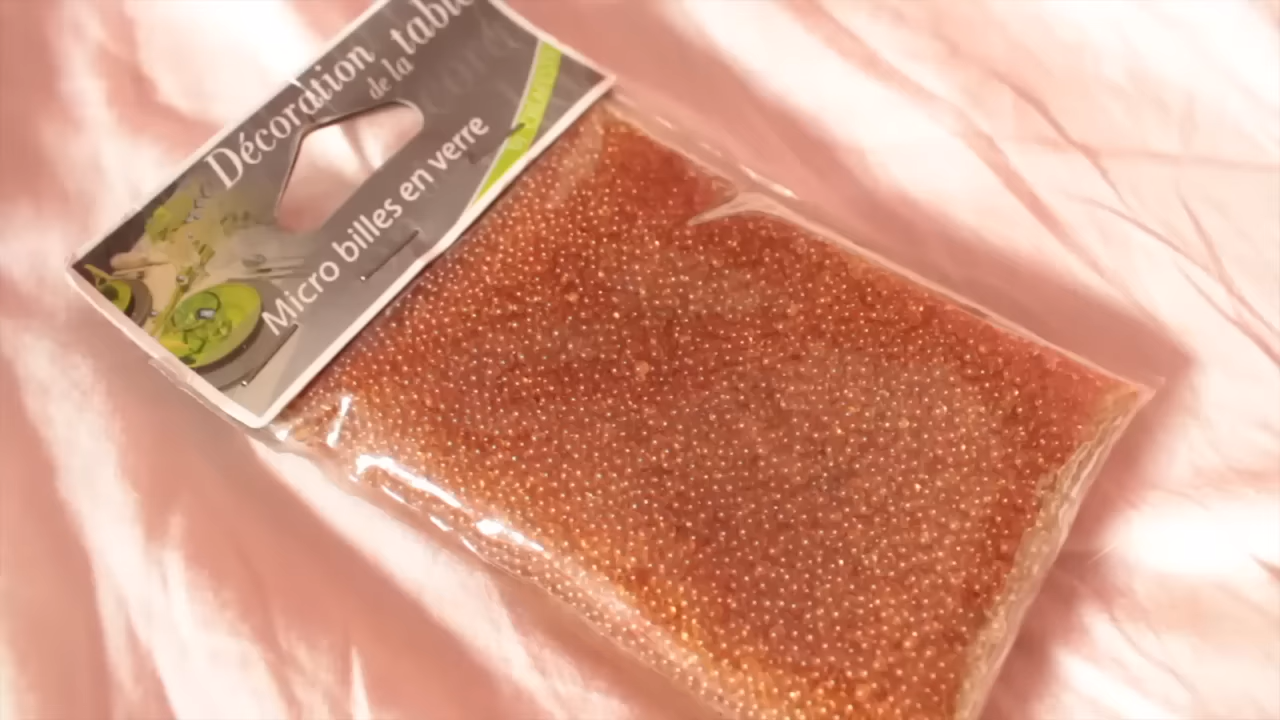 Décoration
de la table
Micro billes en verre